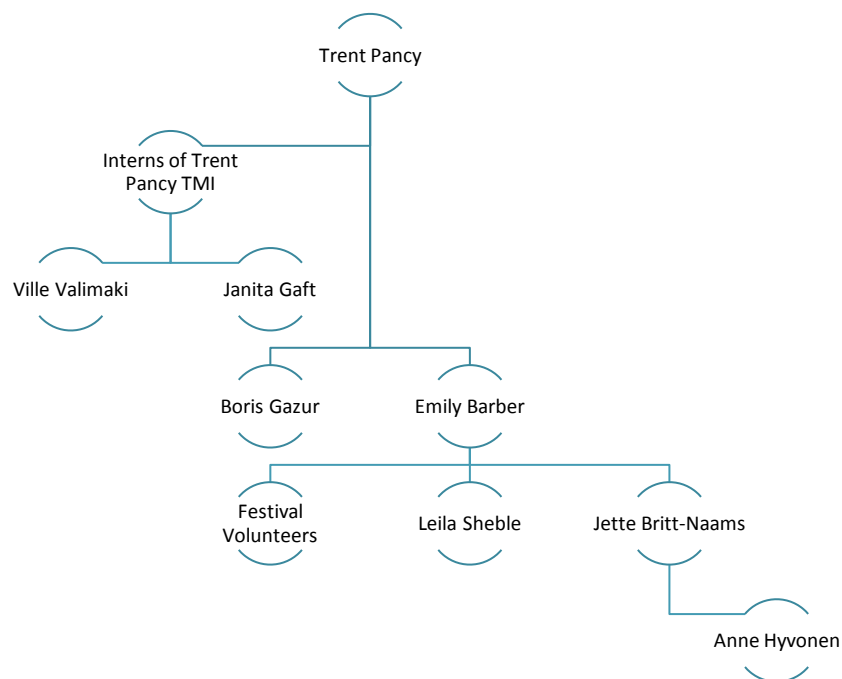 Trent Pancy
Interns of Trent
Pancy TMI
Ville Valimaki
Janita Gaft
Boris Gazur
Emily Barber
Festival
Volunteers
Leila Sheble
Jette Britt-Naams
Anne Hyvonen